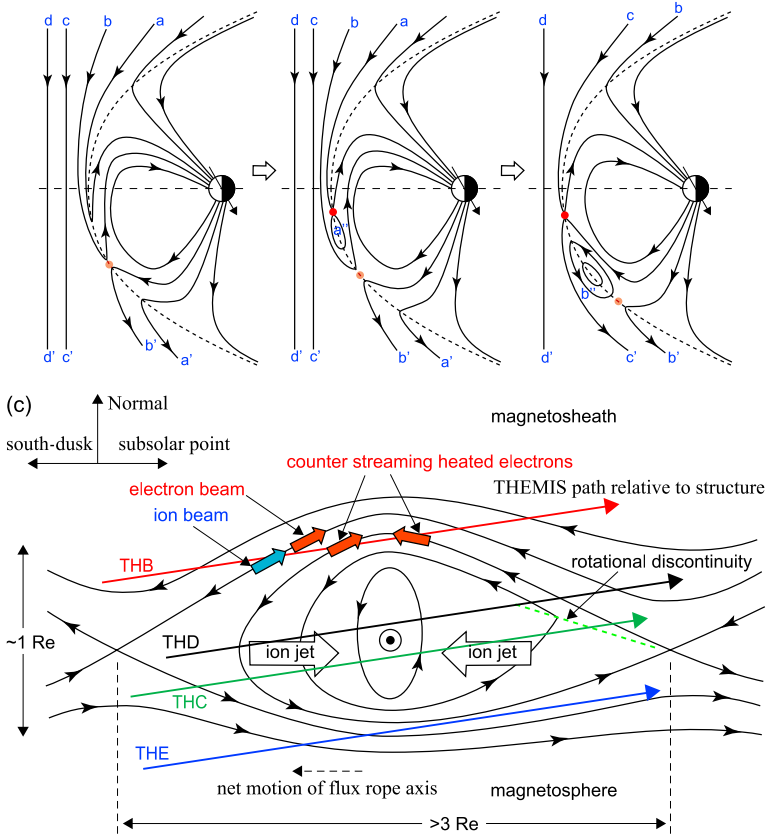 d c b a
d c b a
d c b a
a''
b''
d' c' b' a'
d' c' b' a'
d' c' b'
(c)
Normal
magnetosheath
south-dusk
subsolar point
counter streaming heated electrons
electron beam
THEMIS path relative to structure
ion beam
rotational discontinuity
THB
~1 Re
THD
ion jet
ion jet
THC
THE
net motion of flux rope axis
magnetosphere
>3 Re